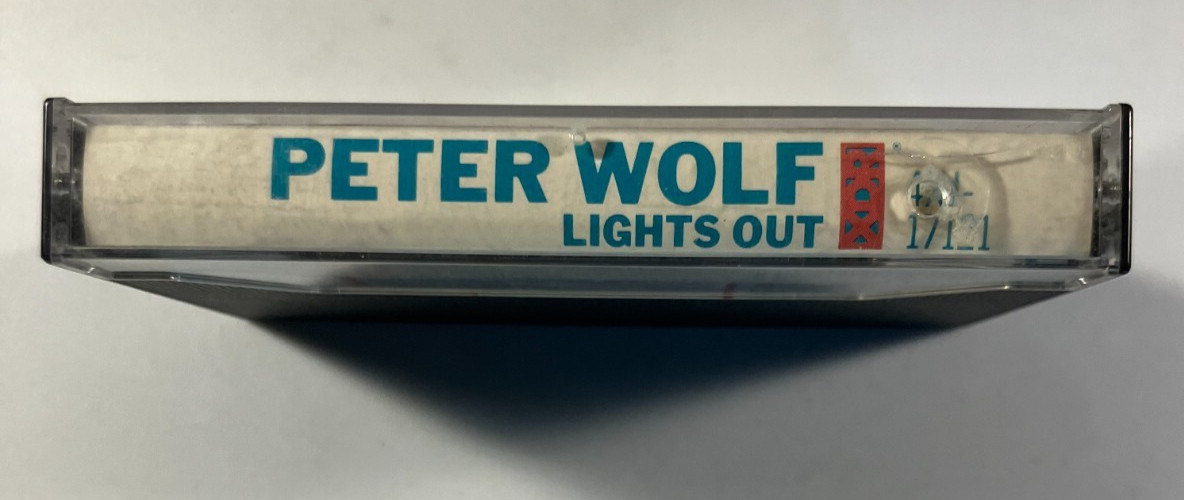 PETER WOLF
LIGHTS OUT
17121